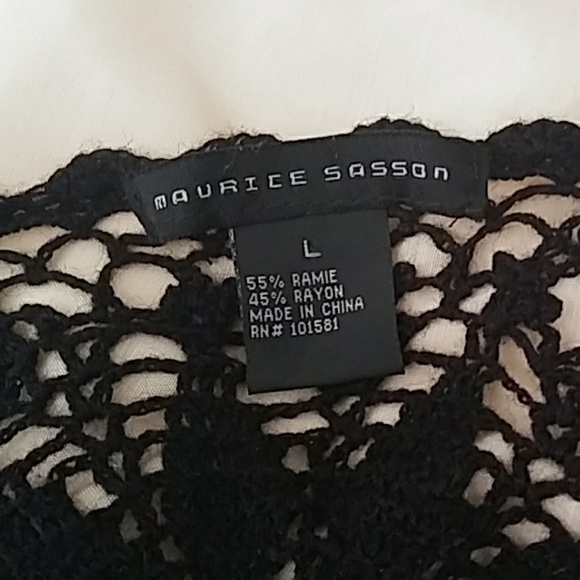 MAURICE SASSON
L
55% RAMIE
45% RAYON
MADE IN CHINA
RN# 101581